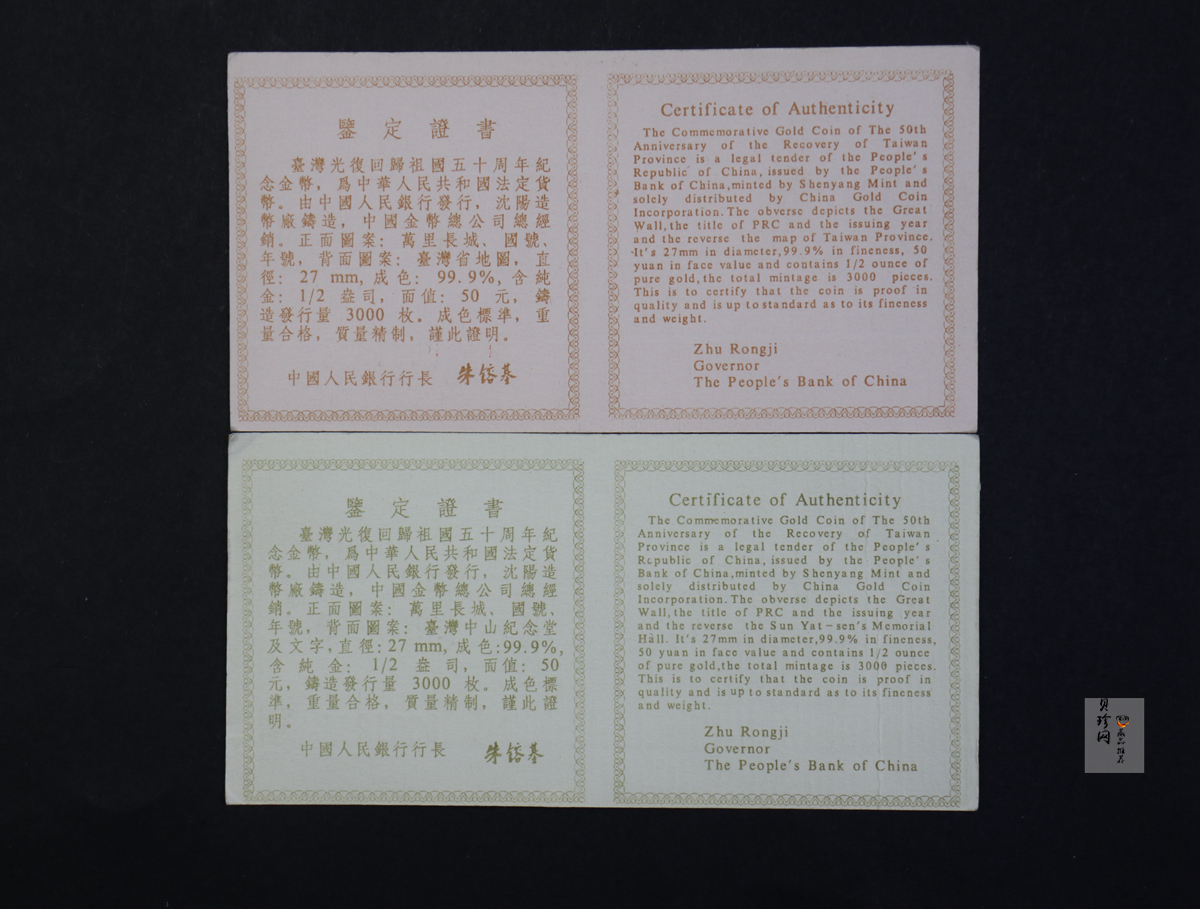 鑒定證書
臺灣光復回歸祖國五十周年紀
念金幣，爲中華人民共和國法定貨
幣。由中國人民銀行發行，沈陽造
幣廠鑄造，中國金幣總公司總經
銷。正面圖案：萬里長城、國號、
年號，背面圖案：臺灣省地圖，直
徑：27 mm，成色：99.9%，含純
金：1/2 盎司，面值：50 元，鑄
造發行量 3000 枚。成色標準，重
量合格，質量精制，謹此證明。
中國人民銀行行長 朱鎔基
Certificate of Authenticity
The Commemorative Gold Coin of The 50th
Anniversary of the Recovery of Taiwan
Province is a legal tender of the People's
Republic of China, issued by the People's
Bank of China,minted by Shenyang Mint and
solely distributed by China Gold Coin
Incorporation.The obverse depicts the Great
Wall,the title of PRC and the issuing year
and the reverse the map of Taiwan Province.
It's 27mm in diameter,99.9% in fineness, 50
yuan in face value and contains 1/2 ounce of
pure gold,the total mintage is 3000 pieces.
This is to certify that the coin is proof in
quality and is up to standard as to its fineness
and weight.
Zhu Rongji
Governor
The People's Bank of China
鑒定證書
臺灣光復回歸祖國五十周年紀
念金幣，爲中華人民共和國法定貨
幣。由中國人民銀行發行，沈陽造
幣廠鑄造，中國金幣總公司總經
銷。正面圖案：萬里長城、國號、
年號，背面圖案：臺灣中山紀念堂
及文字，直徑：27 mm，成色：99.9%，
含純金：1/2 盎司，面值：50
元，鑄造發行量 3000 枚。成色標
準，重量合格，質量精制，謹此證
明。
中國人民銀行行長 朱鎔基
Certificate of Authenticity
The Commemorative Gold Coin of The 50th
Anniversary of the Recovery of Taiwan
Province is a legal tender of the People's
Republic of China, issued by the People's
Bank of China,minted by Shenyang Mint and
solely distributed by China Gold Coin
Incorporation.The obverse depicts the Great
Wall,the title of PRC and the issuing year
and the reverse the Sun Yat-sen's Memorial
Hall. It's 27mm in diameter,99.9% in fineness,
50 yuan in face value and contains 1/2 ounce
of pure gold,the total mintage is 3000 pieces.
This is to certify that the coin is proof in
quality and is up to standard as to its fineness
and weight.
Zhu Rongji
Governor
The People's Bank of China
贝珍网